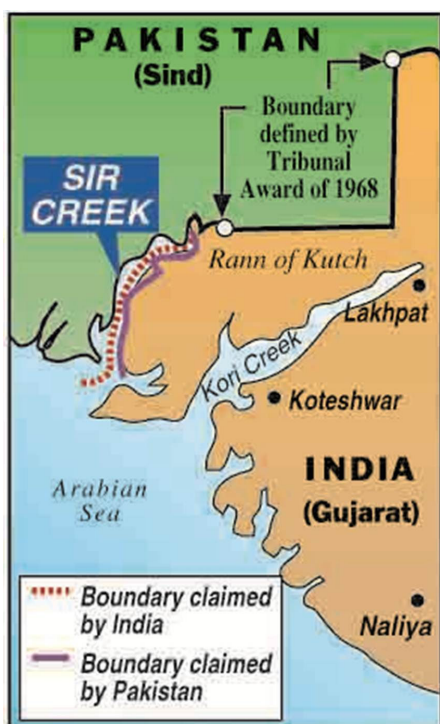 PAKISTAN
(Sind)
Boundary
defined by
Tribunal
Award of 1968
SIR
CREEK
Rann of Kutch
Lakhpat
Kori Creek
Koteshwar
INDIA
(Gujarat)
Arabian
Sea
Naliya
Boundary claimed
by India
Boundary claimed
by Pakistan